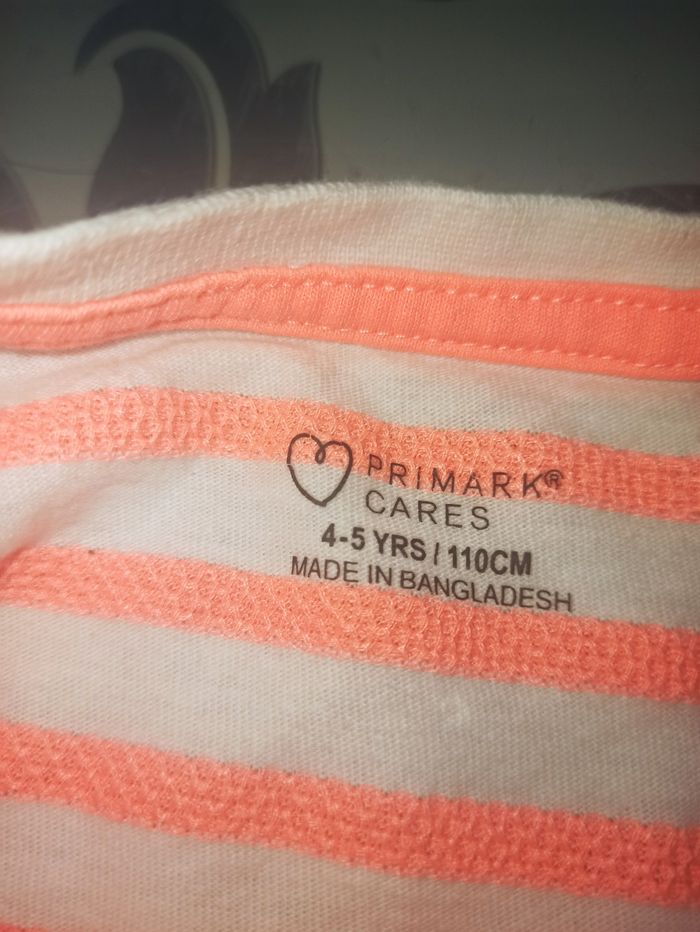 PRIMARK®
CARES
4-5 YRS / 110CM
MADE IN BANGLADESH